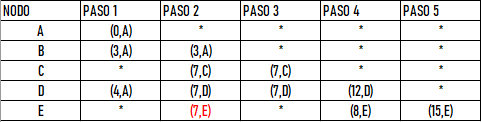 NODO PASO 1 PASO 2 PASO 3 PASO 4 PASO 5
A (0,A) * * * *
B (3,A) (3,A) * * *
C * (7,C) (7,C) * *
D (4,A) (7,D) (7,D) (12,D) *
E * (7,E) * (8,E) (15,E)